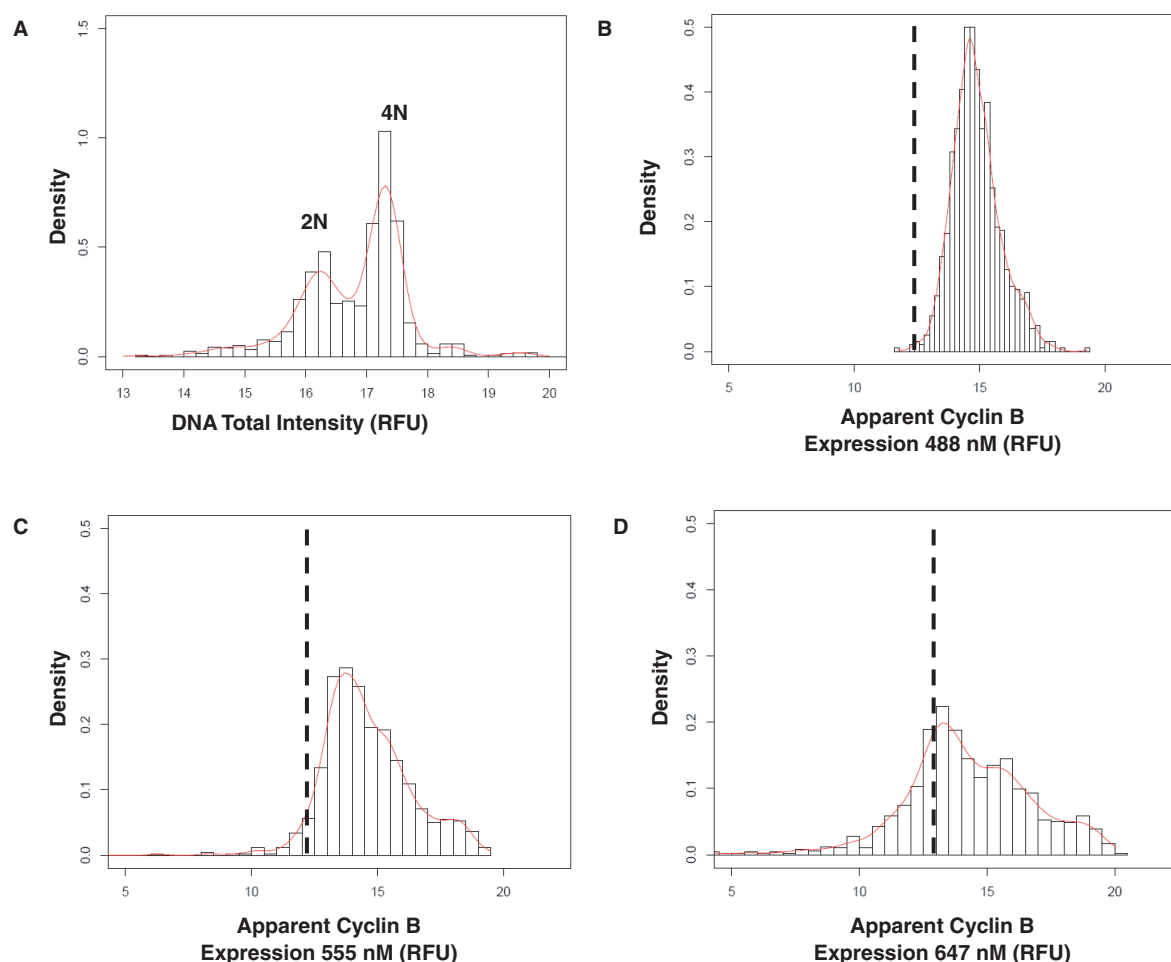 A
1.5
1.0
0.5
0.0
Density
2N
4N
13 14 15 16 17 18 19 20
DNA Total Intensity (RFU)
B
0.5
0.4
0.3
0.2
0.1
0.0
Density
5 10 15 20
Apparent Cyclin B
Expression 488 nM (RFU)
C
0.5
0.4
0.3
0.2
0.1
0.0
Density
5 10 15 20
Apparent Cyclin B
Expression 555 nM (RFU)
D
0.5
0.4
0.3
0.2
0.1
0.0
Density
5 10 15 20
Apparent Cyclin B
Expression 647 nM (RFU)